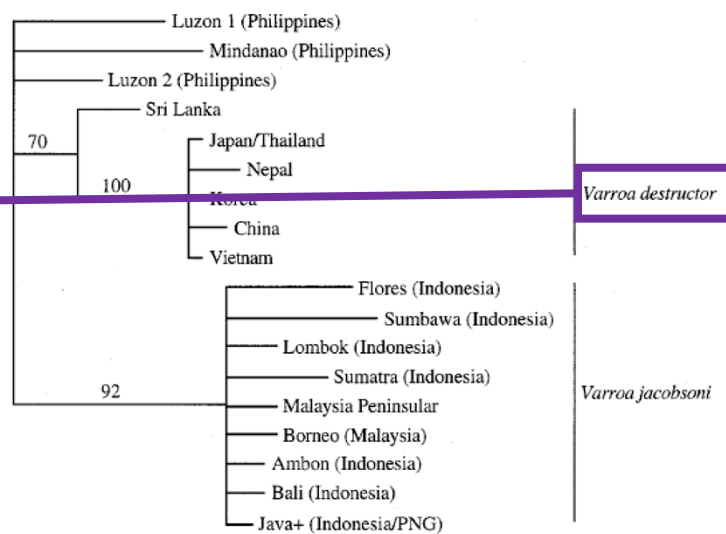 Luzon 1 (Philippines)
Mindanao (Philippines)
Luzon 2 (Philippines)
Sri Lanka
70
Japan/Thailand
Nepal
100
Korea
Varroa destructor
China
Vietnam
Flores (Indonesia)
Sumbawa (Indonesia)
Lombok (Indonesia)
Sumatra (Indonesia)
92
Varroa jacobsoni
Malaysia Peninsular
Borneo (Malaysia)
Ambon (Indonesia)
Bali (Indonesia)
Java+ (Indonesia/PNG)